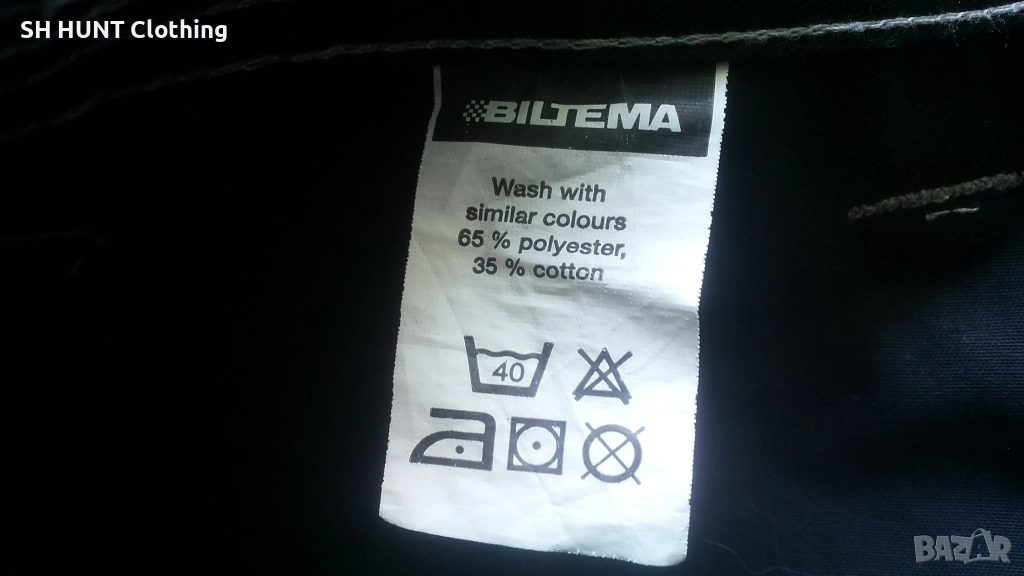 SH HUNT Clothing
BILTEMA
Wash with
similar colours
65 % polyester,
35 % cotton
40
BAZAR